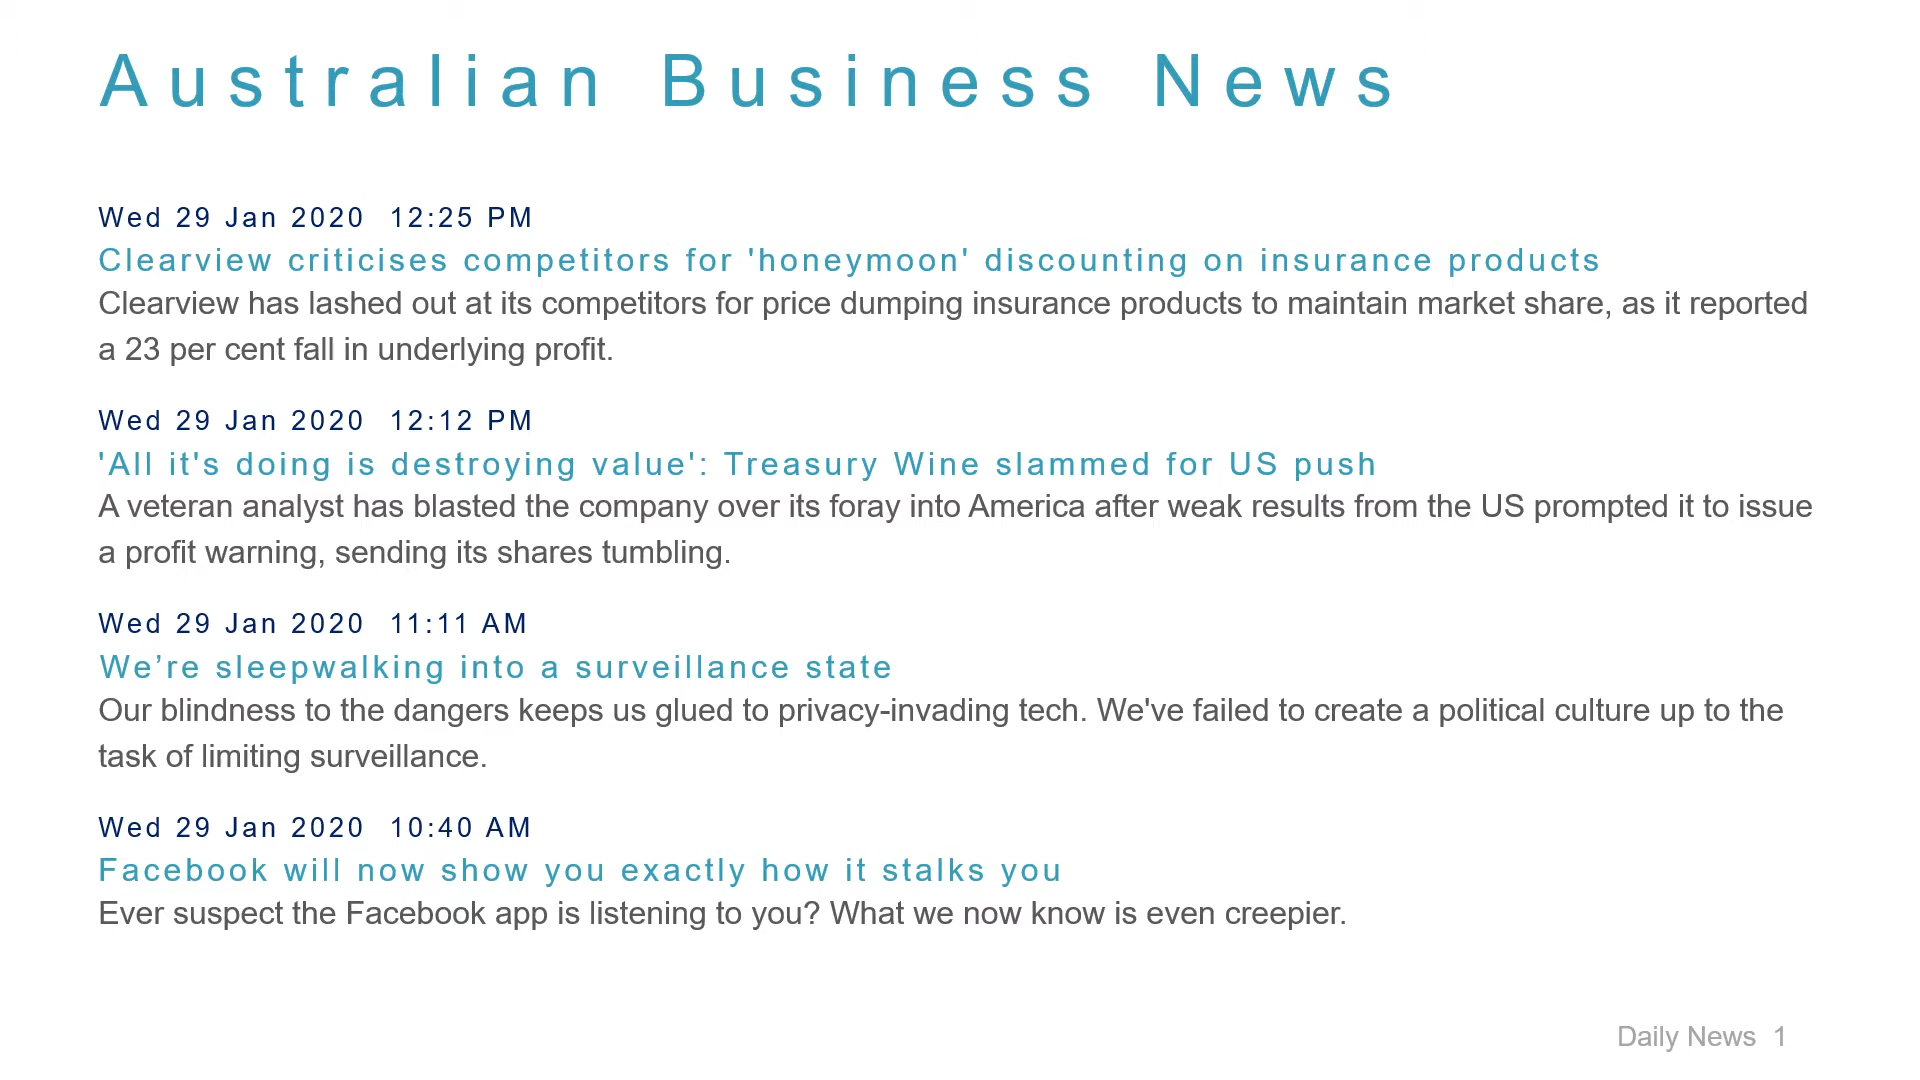 Australian Business News
Wed 29 Jan 2020  12:25 PM
Clearview criticises competitors for 'honeymoon' discounting on insurance products
Clearview has lashed out at its competitors for price dumping insurance products to maintain market share, as it reported
a 23 per cent fall in underlying profit.
Wed 29 Jan 2020  12:12 PM
'All it's doing is destroying value': Treasury Wine slammed for US push
A veteran analyst has blasted the company over its foray into America after weak results from the US prompted it to issue
a profit warning, sending its shares tumbling.
Wed 29 Jan 2020  11:11 AM
We’re sleepwalking into a surveillance state
Our blindness to the dangers keeps us glued to privacy-invading tech. We've failed to create a political culture up to the
task of limiting surveillance.
Wed 29 Jan 2020  10:40 AM
Facebook will now show you exactly how it stalks you
Ever suspect the Facebook app is listening to you? What we now know is even creepier.
Daily News  1